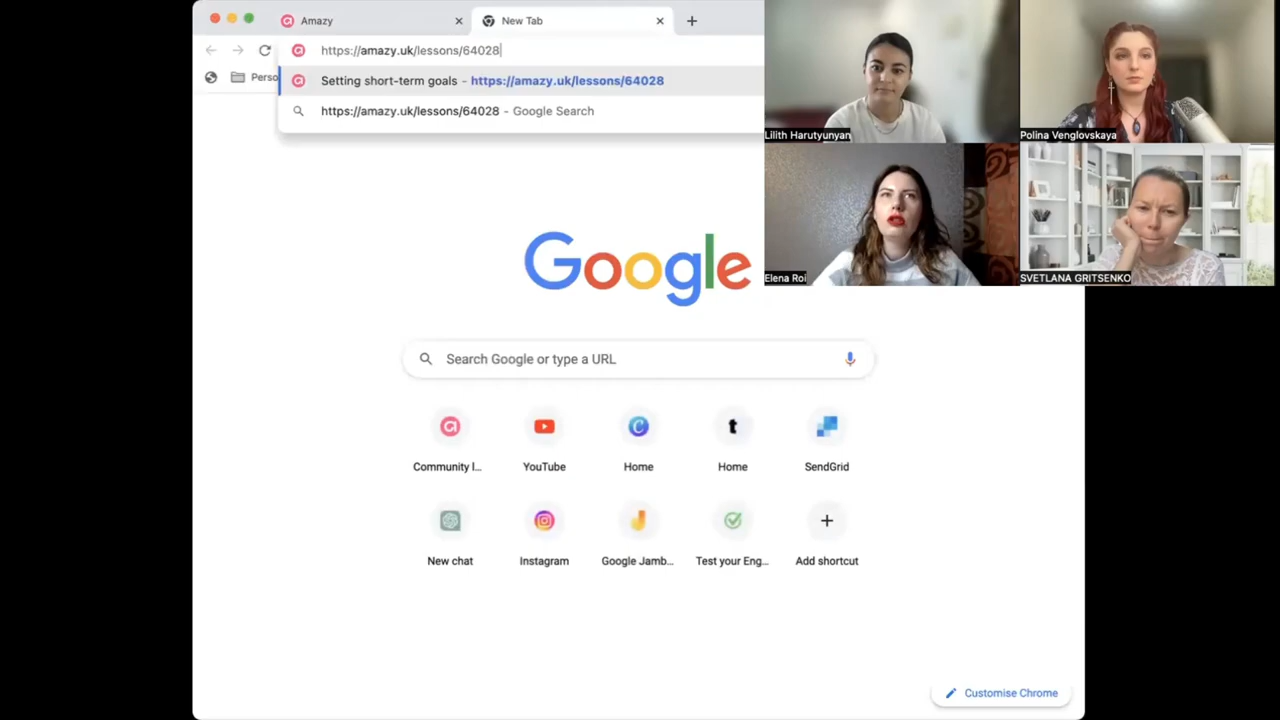 Amazy
New Tab
https://amazy.uk/lessons/64028
Perso
Setting short-term goals - https://amazy.uk/lessons/64028
https://amazy.uk/lessons/64028 - Google Search
Lilith Harutyunyan
Polina Venglovskaya
Elena Roi
SVETLANA GRITSENKO
Google
Search Google or type a URL
Community I...
YouTube
Home
Home
SendGrid
New chat
Instagram
Google Jamb...
Test your Eng...
Add shortcut
Customise Chrome